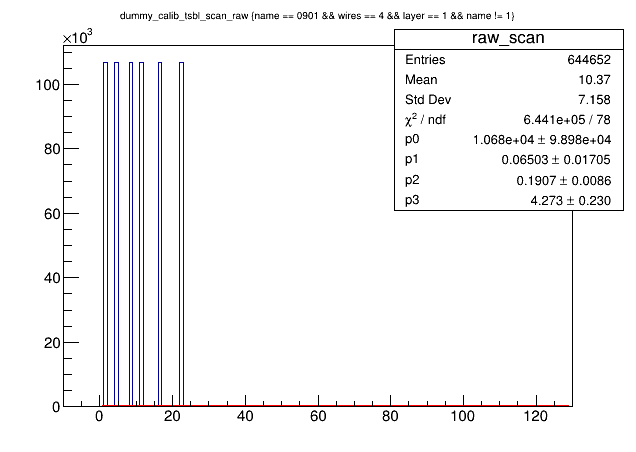 dummy_calib_tsbl_scan_raw {name == 0901 && wires == 4 && layer == 1 && name != 1}
×10³
raw_scan
Entries 644652
Mean 10.37
Std Dev 7.158
χ² / ndf 6.441e+05 / 78
p0 1.068e+04 ± 9.898e+04
p1 0.06503 ± 0.01705
p2 0.1907 ± 0.0086
p3 4.273 ± 0.230
100
80
60
40
20
0
0 20 40 60 80 100 120